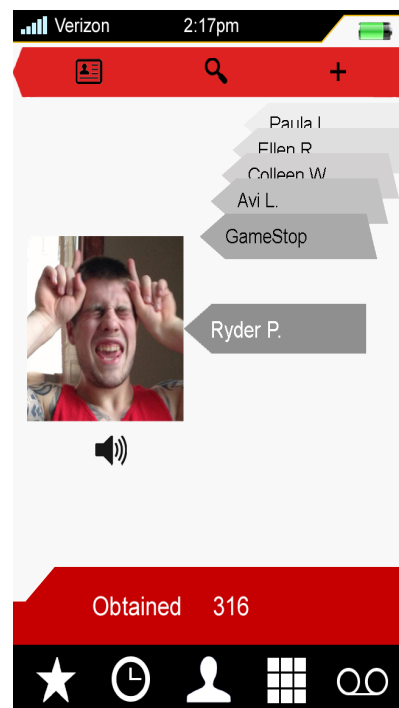 Verizon 2:17pm
Paula I
Ellen R
Colleen W
Avi L.
GameStop
Ryder P.
Obtained 316